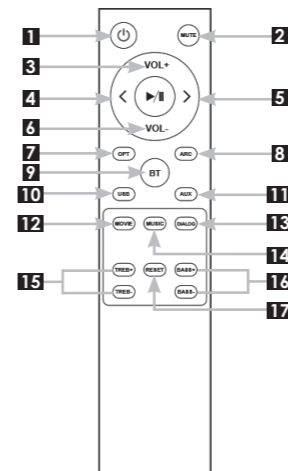 1
MUTE
2
3
VOL+
4
5
6
VOL-
7
OPT
ARC
8
9
BT
10
USB
AUX
11
12
MOVIE
MUSIC
DIALOG
13
14
15
TREB+
RESET
BASS+
16
TREB-
BASS-
17